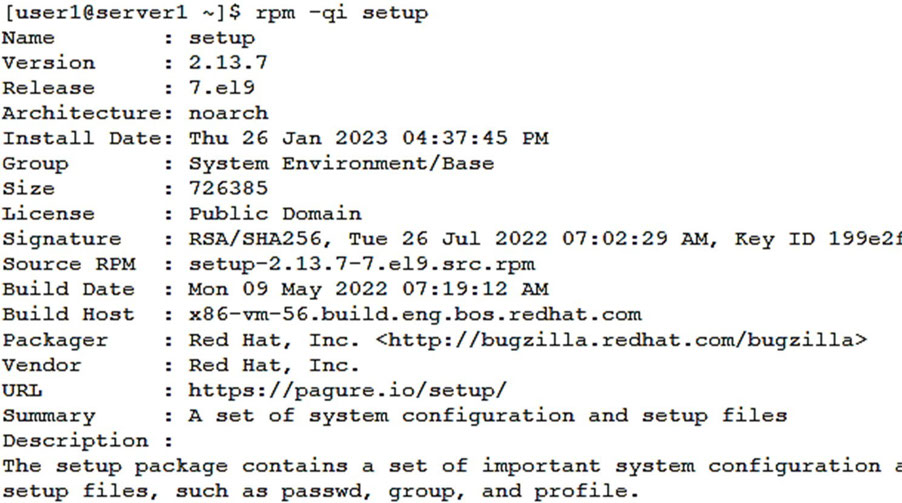 [user1@server1 ~]$ rpm -qi setup
Name        : setup
Version     : 2.13.7
Release     : 7.el9
Architecture: noarch
Install Date: Thu 26 Jan 2023 04:37:45 PM
Group       : System Environment/Base
Size        : 726385
License     : Public Domain
Signature   : RSA/SHA256, Tue 26 Jul 2022 07:02:29 AM, Key ID 199e2f
Source RPM  : setup-2.13.7-7.el9.src.rpm
Build Date  : Mon 09 May 2022 07:19:12 AM
Build Host  : x86-vm-56.build.eng.bos.redhat.com
Packager    : Red Hat, Inc. <http://bugzilla.redhat.com/bugzilla>
Vendor      : Red Hat, Inc.
URL         : https://pagure.io/setup/
Summary     : A set of system configuration and setup files
Description :
The setup package contains a set of important system configuration a
setup files, such as passwd, group, and profile.